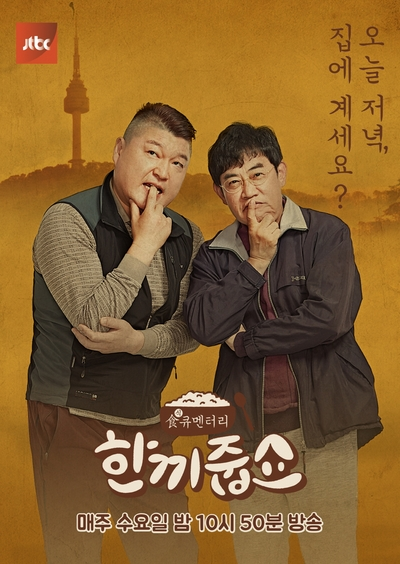 jtbc
오늘 저녁,
집에 계세요?
食큐멘터리
식
한끼줍쇼
매주 수요일 밤 10시 50분 방송